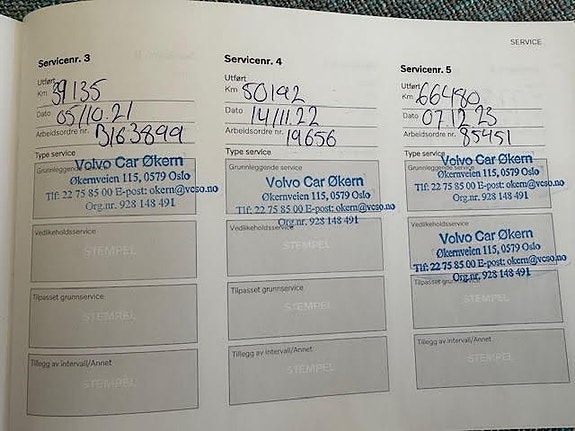 SERVICE
Servicenr. 3
Utført
Km 39135
Dato 05/10.21
Arbeidsordre nr. B163899
Type service
Grunnleggende service
Volvo Car Økern
Økernveien 115, 0579 Oslo
Tlf: 22 75 85 00 E-post: okern@vcso.no
Org.nr. 928 148 491
Vedlikeholdsservice
STEMPEL
Tilpasset grunnservice
STEMPEL
Tillegg av intervall/Annet
STEMPEL
Servicenr. 4
Utført
Km 50192
Dato 14/11.22
Arbeidsordre nr. 19656
Type service
Grunnleggende service
Volvo Car Økern
Økernveien 115, 0579 Oslo
Tlf: 22 75 85 00 E-post: okern@vcso.no
Org.nr. 928 148 491
Vedlikeholdsservice
STEMPEL
Tilpasset grunnservice
STEMPEL
Tillegg av intervall/Annet
STEMPEL
Servicenr. 5
Utført
Km 66480
Dato 07.12.23
Arbeidsordre nr. 85451
Type service
Grunnleggende service
Volvo Car Økern
Økernveien 115, 0579 Oslo
Tlf: 22 75 85 00 E-post: okern@vcso.no
Org.nr. 928 148 491
Vedlikeholdsservice
Volvo Car Økern
Økernveien 115, 0579 Oslo
Tlf: 22 75 85 00 E-post: okern@vcso.no
Org.nr. 928 148 491
Tilpasset grunnservice
STEMPEL
Tillegg av intervall/Annet
STEMPEL